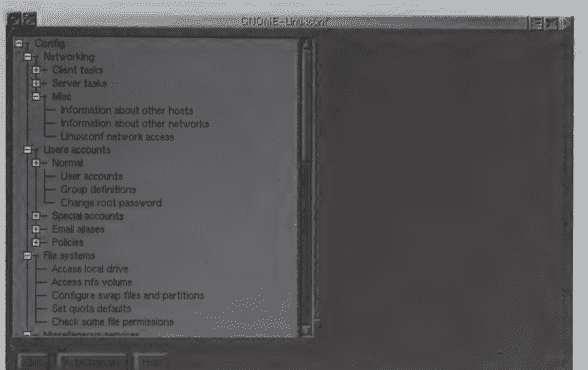 GNOME-Linuxconf
Config
Networking
Client tasks
Server tasks
Misc
Information about other hosts
Information about other networks
Linuxconf network access
Users accounts
Normal
User accounts
Group definitions
Change root password
Special accounts
Email aliases
Policies
File systems
Access local drive
Access nfs volume
Configure swap files and partitions
Set quota defaults
Check some file permissions
Miscellaneous services
Quit
Act/Changes
Help